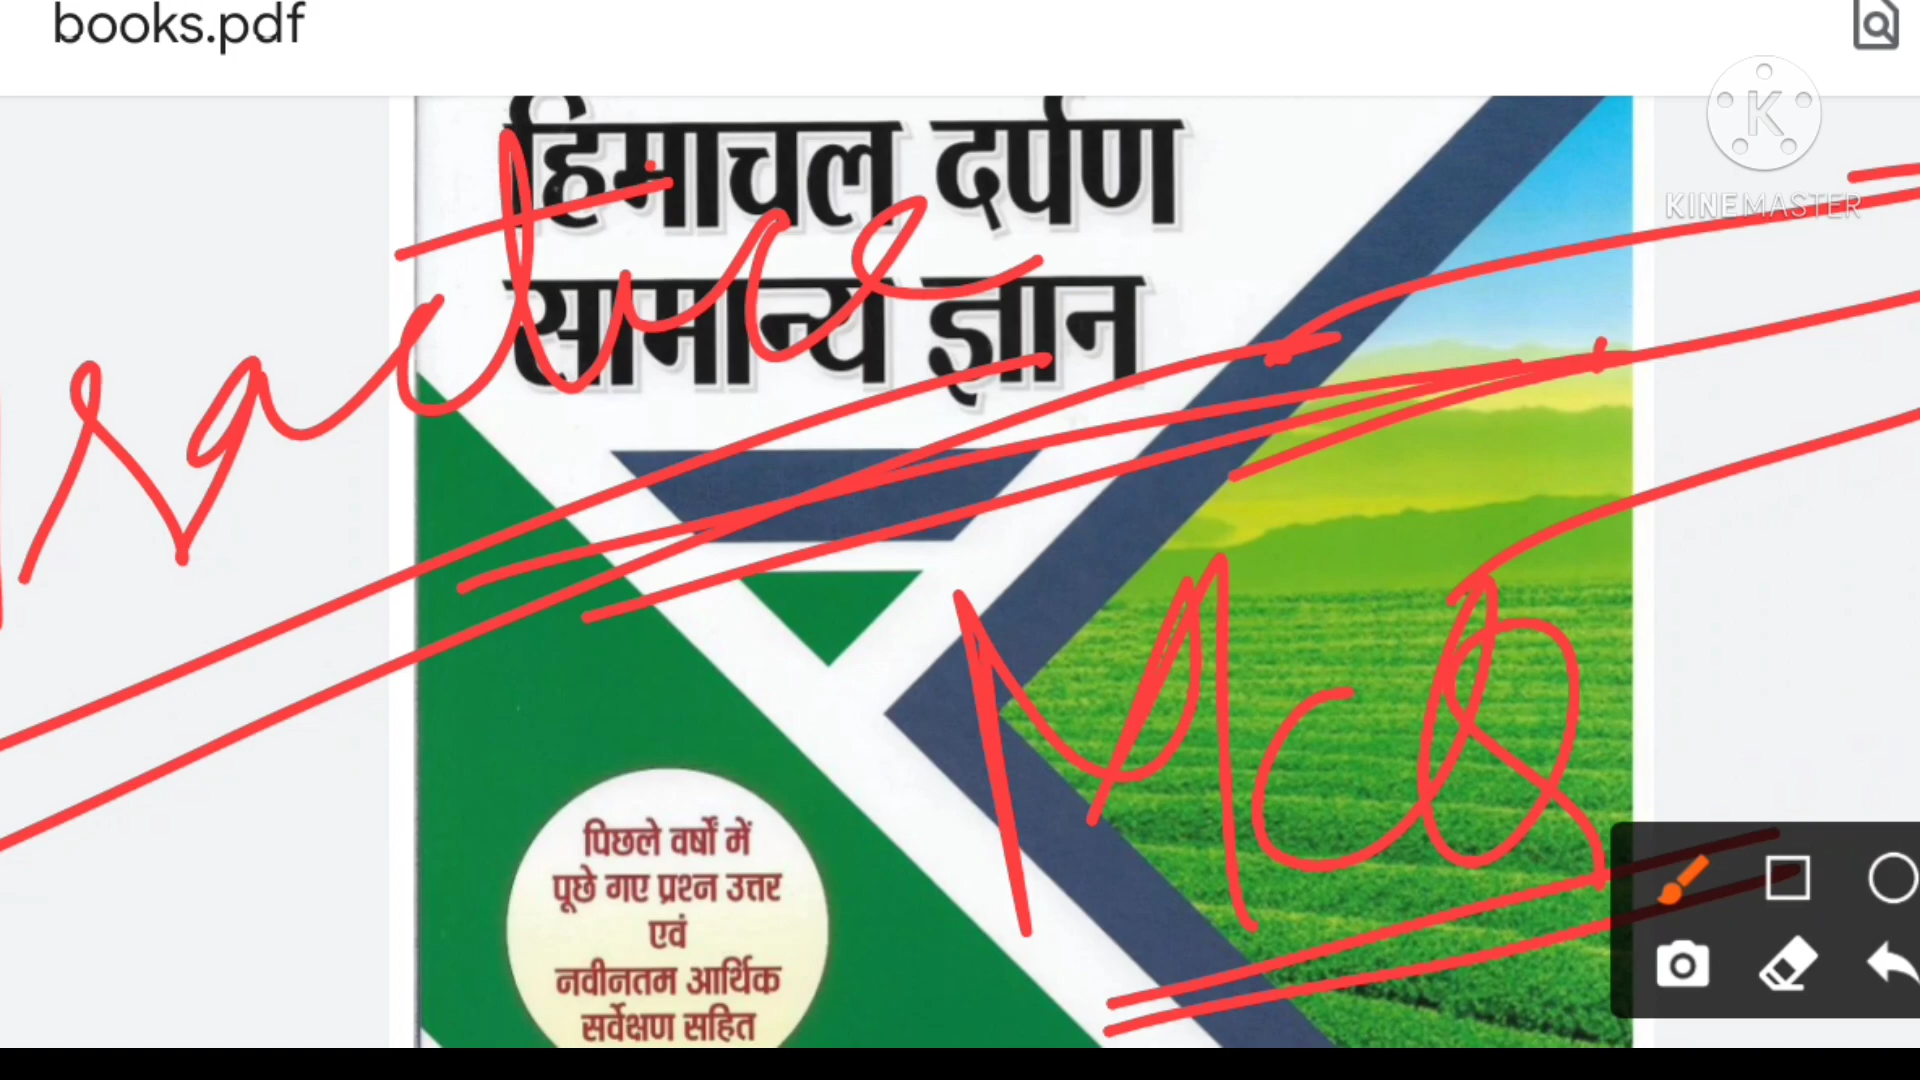 books.pdf
K
KINEMASTER
हिमाचल दर्पण
सामान्य ज्ञान
ractice
MCQ
पिछले वर्षों में
पूछे गए प्रश्न उत्तर
एवं
नवीनतम आर्थिक
सर्वेक्षण सहित